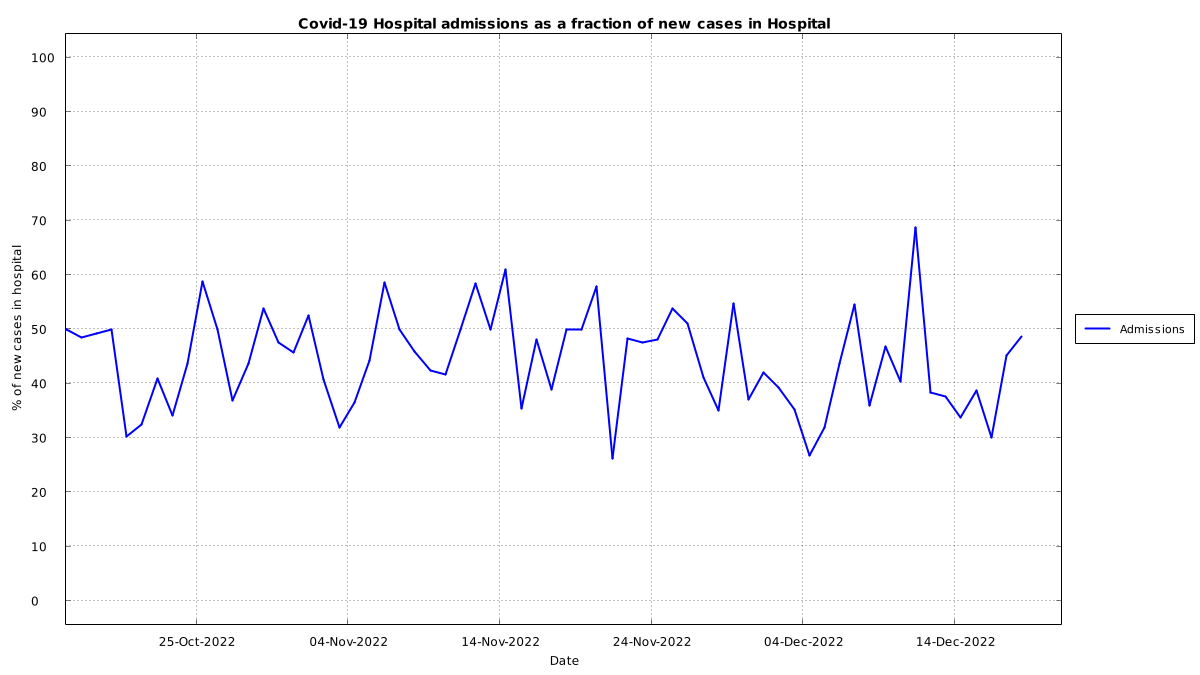 Covid-19 Hospital admissions as a fraction of new cases in Hospital
100
90
80
70
60
50
40
30
20
10
0
% of new cases in hospital
25-Oct-2022
04-Nov-2022
14-Nov-2022
24-Nov-2022
04-Dec-2022
14-Dec-2022
Date
Admissions